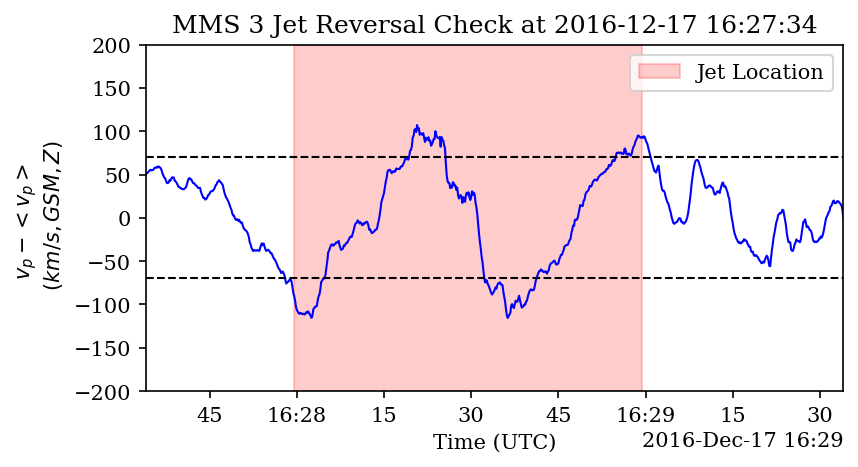 MMS 3 Jet Reversal Check at 2016-12-17 16:27:34
Jet Location
v_p − <v_p>
(km/s, GSM, Z)
200
150
100
50
0
−50
−100
−150
−200
45 16:28 15 30 45 16:29 15 30
Time (UTC)
2016-Dec-17 16:29